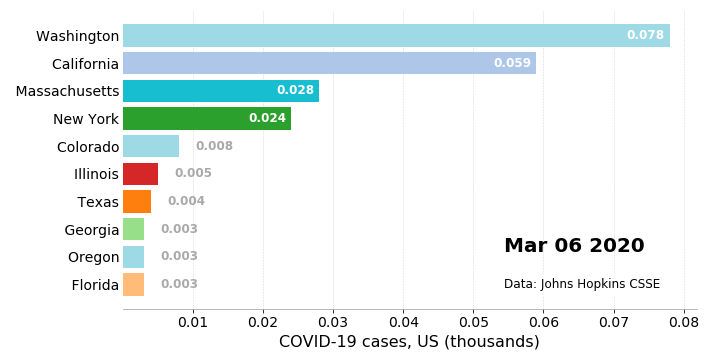 Washington 0.078
California 0.059
Massachusetts 0.028
New York 0.024
Colorado 0.008
Illinois 0.005
Texas 0.004
Georgia 0.003
Oregon 0.003
Florida 0.003
Mar 06 2020
Data: Johns Hopkins CSSE
0.01 0.02 0.03 0.04 0.05 0.06 0.07 0.08
COVID-19 cases, US (thousands)